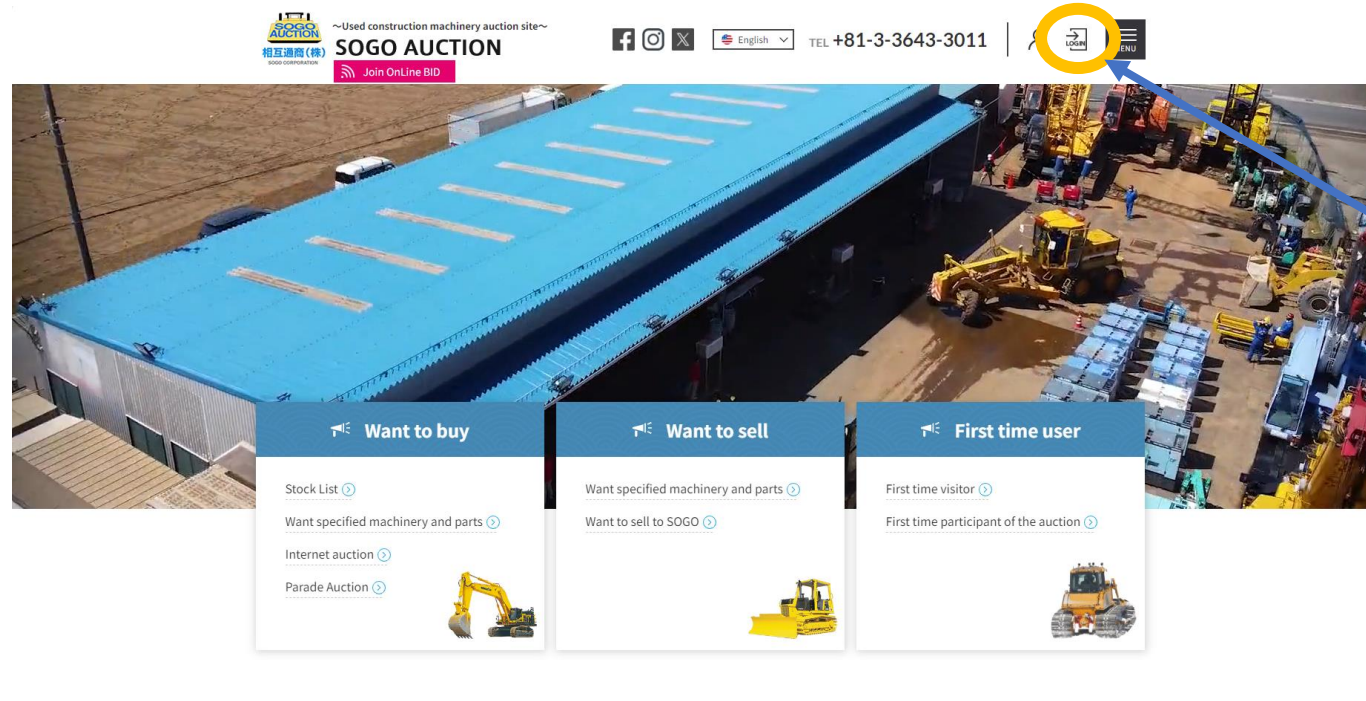 SOGO
AUCTION
相互通商(株)
SOGO CORPORATION
~Used construction machinery auction site~
SOGO AUCTION
Join OnLine BID
English
TEL +81-3-3643-3011
LOGIN
ENU
Want to buy
Stock List
Want specified machinery and parts
Internet auction
Parade Auction
Want to sell
Want specified machinery and parts
Want to sell to SOGO
First time user
First time visitor
First time participant of the auction